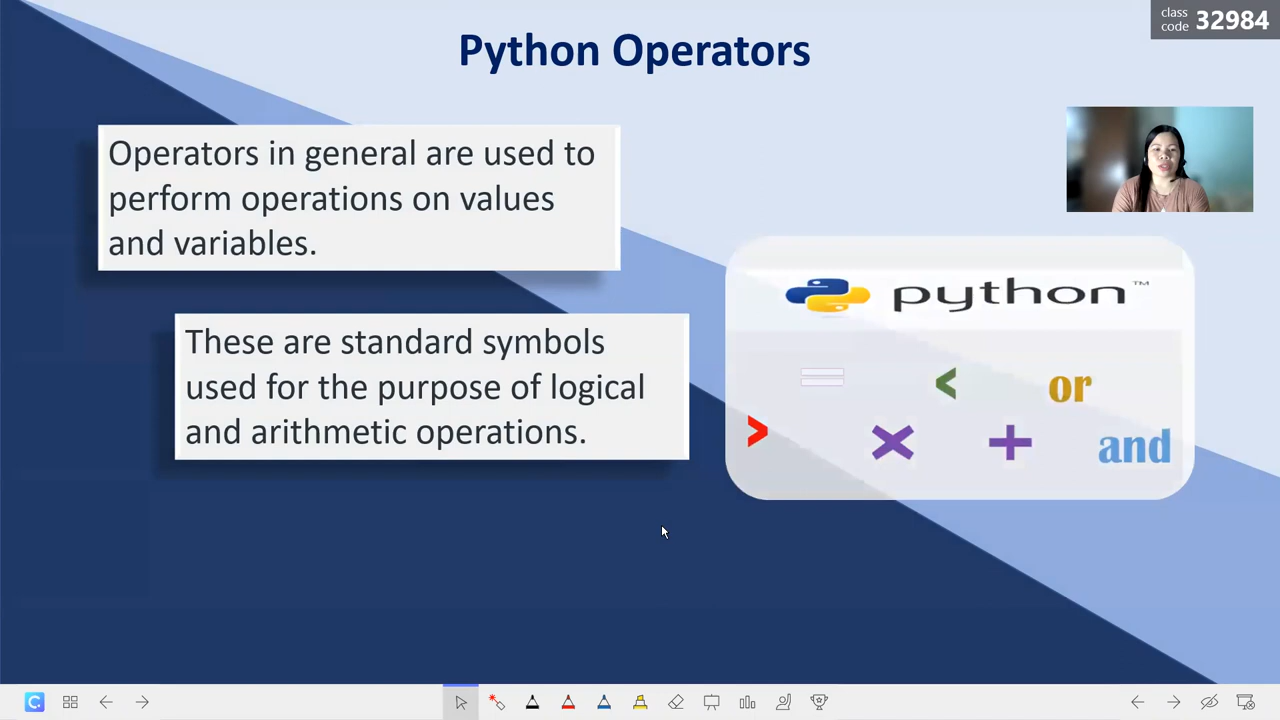 class
code 32984
Python Operators
Operators in general are used to
perform operations on values
and variables.
python™
These are standard symbols
used for the purpose of logical
and arithmetic operations.
= < or
> × + and